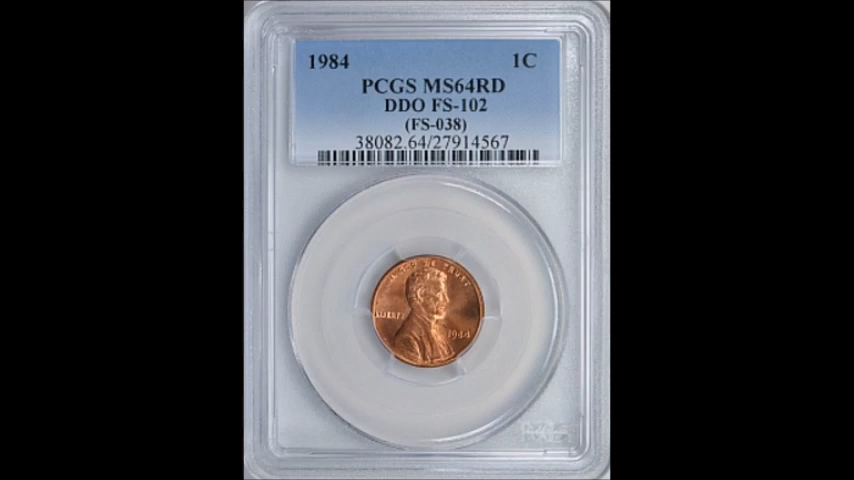 1984 1C
PCGS MS64RD
DDO FS-102
(FS-038)
38082.64/27914567
LIBERTY
1984